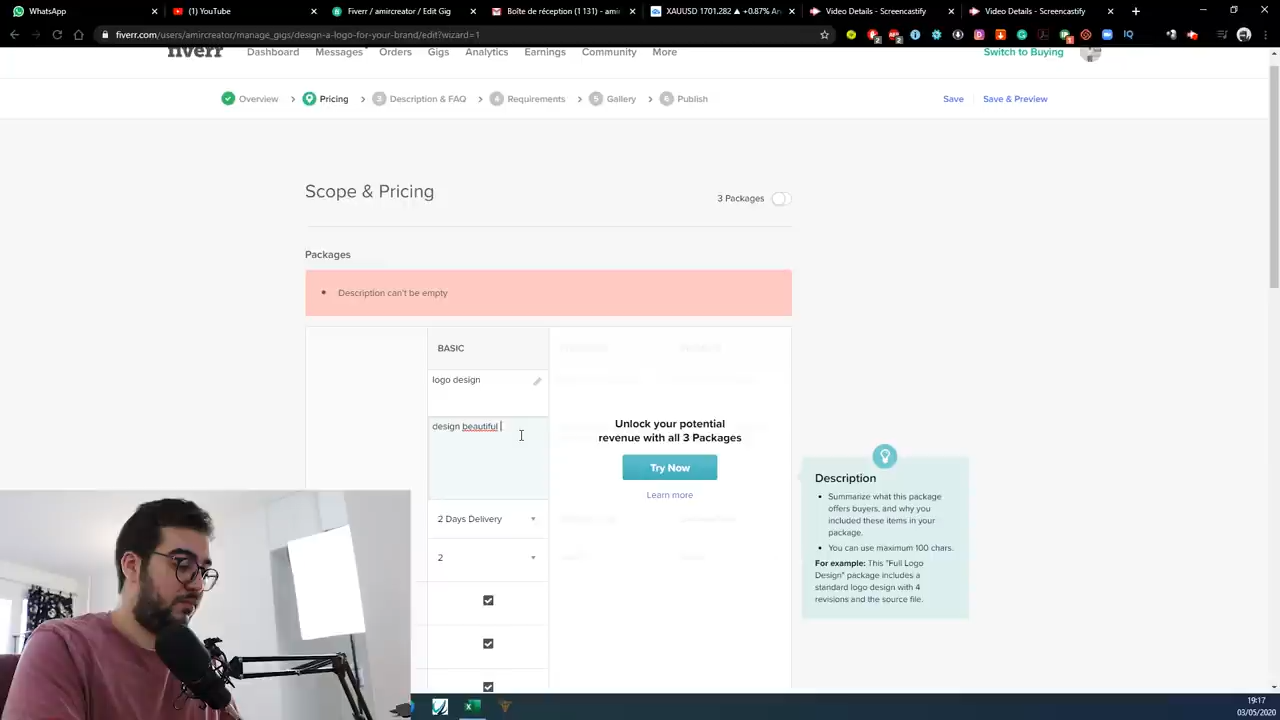 WhatsApp
(1) YouTube
Fiverr / amircreator / Edit Gig
Boîte de réception (1 131) - amirc
XAUUSD 1701.282 ▲ +0.87% An
Video Details - Screencastify
Video Details - Screencastify
fiverr.com/users/amircreator/manage_gigs/design-a-logo-for-your-brand/edit?wizard=1
fiverr
Dashboard
Messages
Orders
Gigs
Analytics
Earnings
Community
More
Switch to Buying
Overview
Pricing
3 Description & FAQ
4 Requirements
5 Gallery
6 Publish
Save
Save & Preview
Scope & Pricing
3 Packages
Packages
Description can't be empty
BASIC
logo design
design beautiful
Unlock your potential
revenue with all 3 Packages
Try Now
Learn more
2 Days Delivery
2
Description
Summarize what this package
offers buyers, and why you
included these items in your
package.
You can use maximum 100 chars.
For example: This "Full Logo
Design" package includes a
standard logo design with 4
revisions and the source file.
19:17
03/05/2020